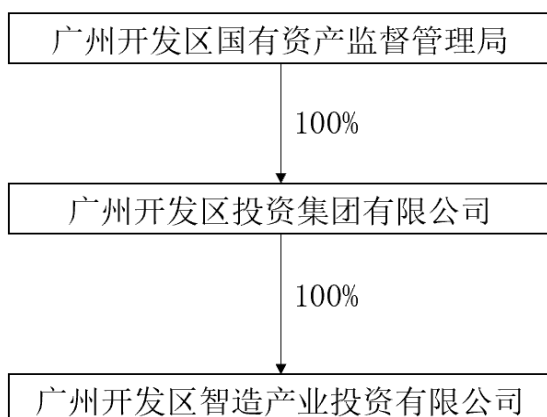 广州开发区国有资产监督管理局
100%
广州开发区投资集团有限公司
100%
广州开发区智造产业投资有限公司